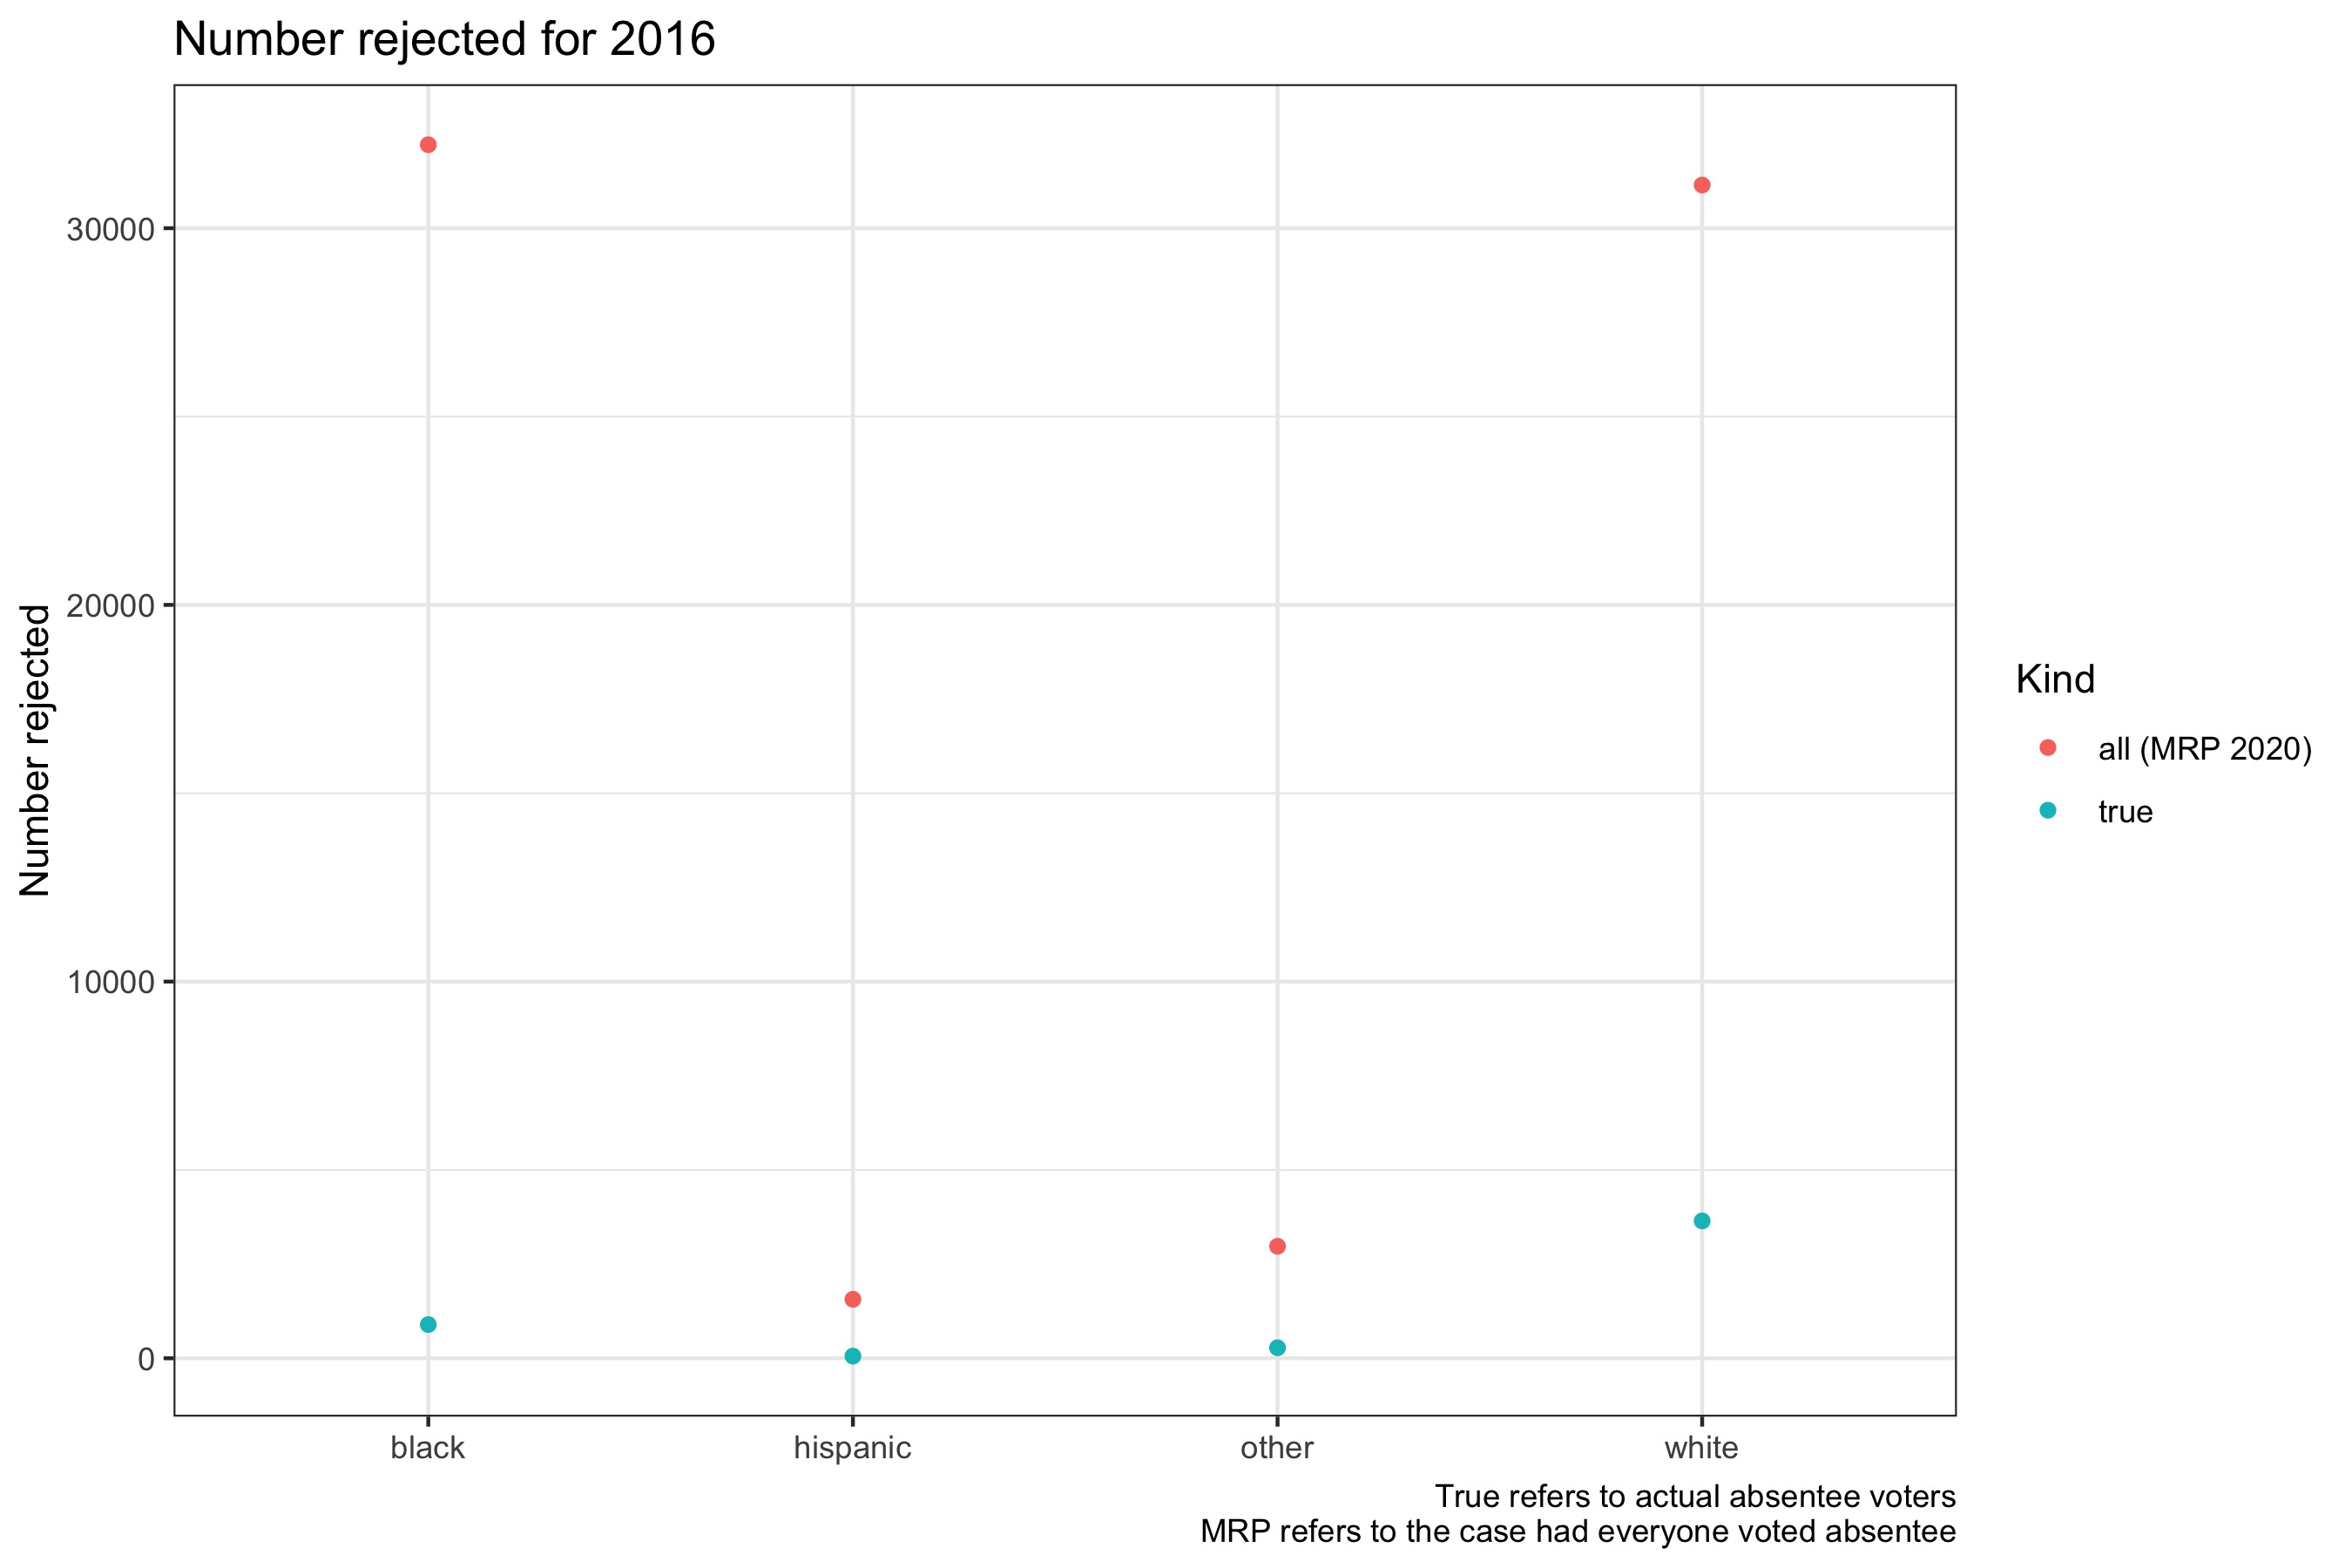 Number rejected for 2016
Number rejected
30000
20000
10000
0
black
hispanic
other
white
Kind
all (MRP 2020)
true
True refers to actual absentee voters
MRP refers to the case had everyone voted absentee